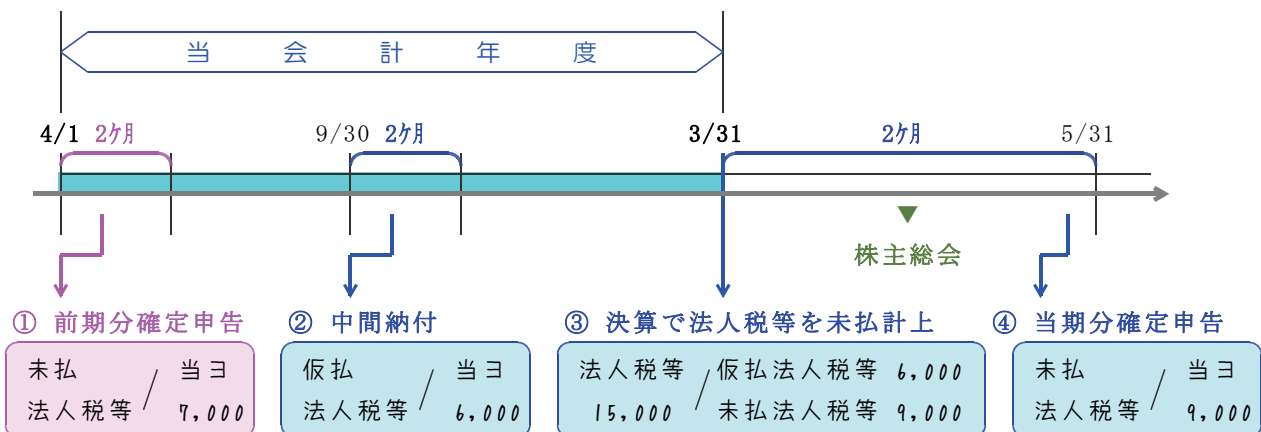 当会計年度
4/1 2ケ月 9/30 2ケ月 3/31 2ケ月 5/31
▼
株主総会
① 前期分確定申告
未払 / 当ヨ
法人税等 7,000
② 中間納付
仮払 / 当ヨ
法人税等 6,000
③ 決算で法人税等を未払計上
法人税等 / 仮払法人税等 6,000
15,000 未払法人税等 9,000
④ 当期分確定申告
未払 / 当ヨ
法人税等 9,000